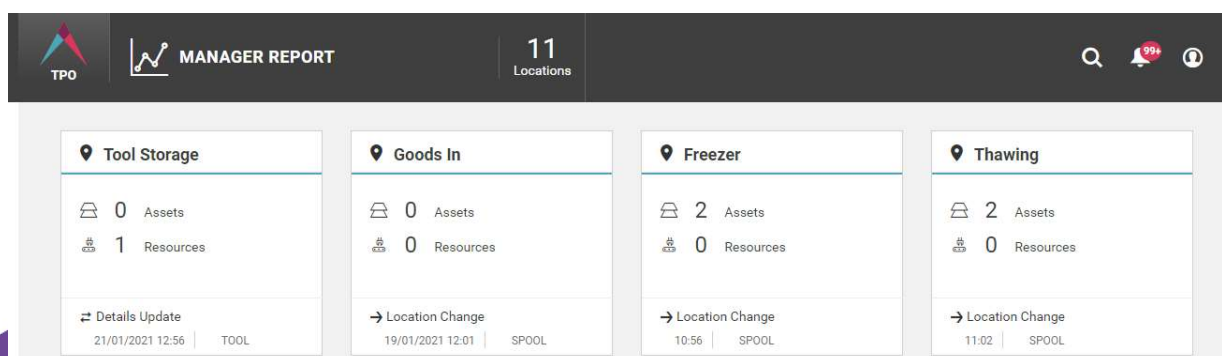 TPO
MANAGER REPORT
11
Locations
99+
Tool Storage
0 Assets
1 Resources
Details Update
21/01/2021 12:56 TOOL
Goods In
0 Assets
0 Resources
Location Change
19/01/2021 12:01 SPOOL
Freezer
2 Assets
0 Resources
Location Change
10:56 SPOOL
Thawing
2 Assets
0 Resources
Location Change
11:02 SPOOL